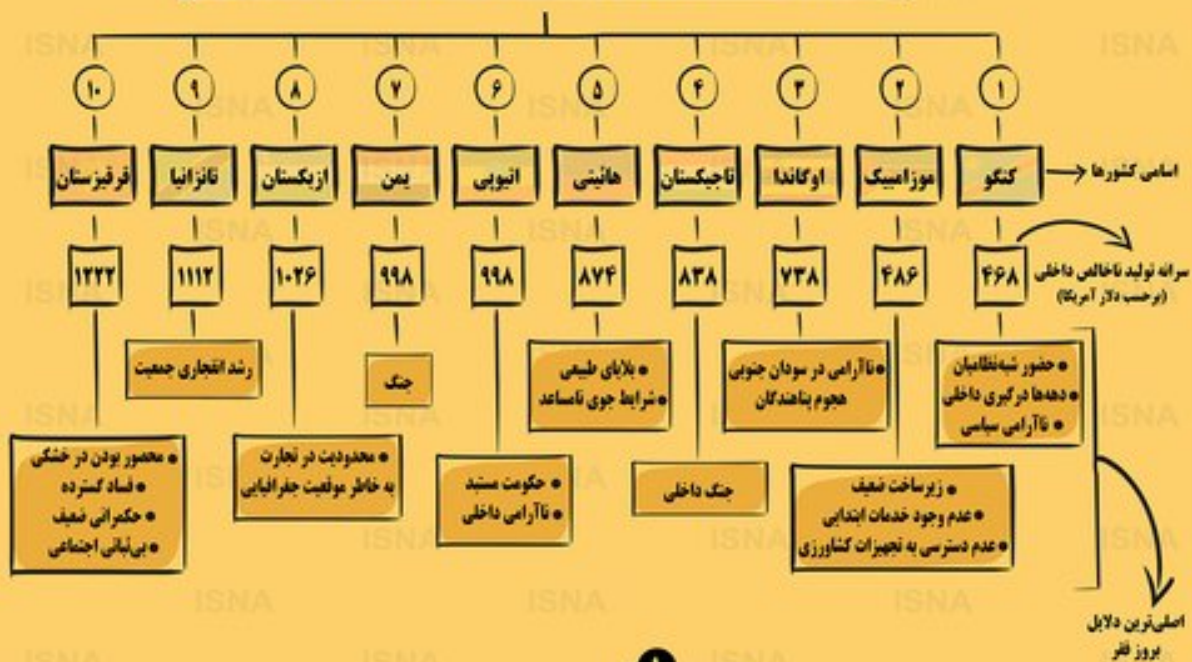 ۱
۲
۳
۴
۵
۶
۷
۸
۹
۱۰
اسامی کشورها
کنگو
موزامبیک
اوگاندا
تاجیکستان
هائیتی
اتیوپی
یمن
ازبکستان
تانزانیا
قرقیزستان
سرانه تولید ناخالص داخلی
(برحسب دلار آمریکا)
۴۶۸
۴۸۶
۷۳۸
۸۳۸
۸۷۴
۹۹۸
۹۹۸
۱۰۲۶
۱۱۱۲
۱۲۲۲
• حضور شبه‌نظامیان
• دهه‌ها درگیری داخلی
• ناآرامی سیاسی
• زیرساخت ضعیف
• عدم وجود خدمات ابتدایی
• عدم دسترسی به تجهیزات کشاورزی
• ناآرامی در سودان جنوبی
هجوم پناهندگان
جنگ داخلی
• بلایای طبیعی
• شرایط جوی نامساعد
• حکومت مستبد
• ناآرامی داخلی
جنگ
• محدودیت در تجارت
به خاطر موقعیت جغرافیایی
رشد انفجاری جمعیت
• محصور بودن در خشکی
• فساد گسترده
• حکمرانی ضعیف
• بی‌ثباتی اجتماعی
اصلی‌ترین دلایل
بروز فقر
ISNA